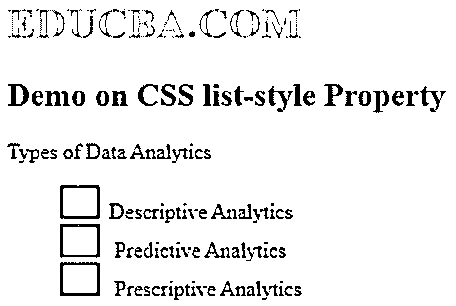 EDUCBA.COM
Demo on CSS list-style Property
Types of Data Analytics
Descriptive Analytics
Predictive Analytics
Prescriptive Analytics